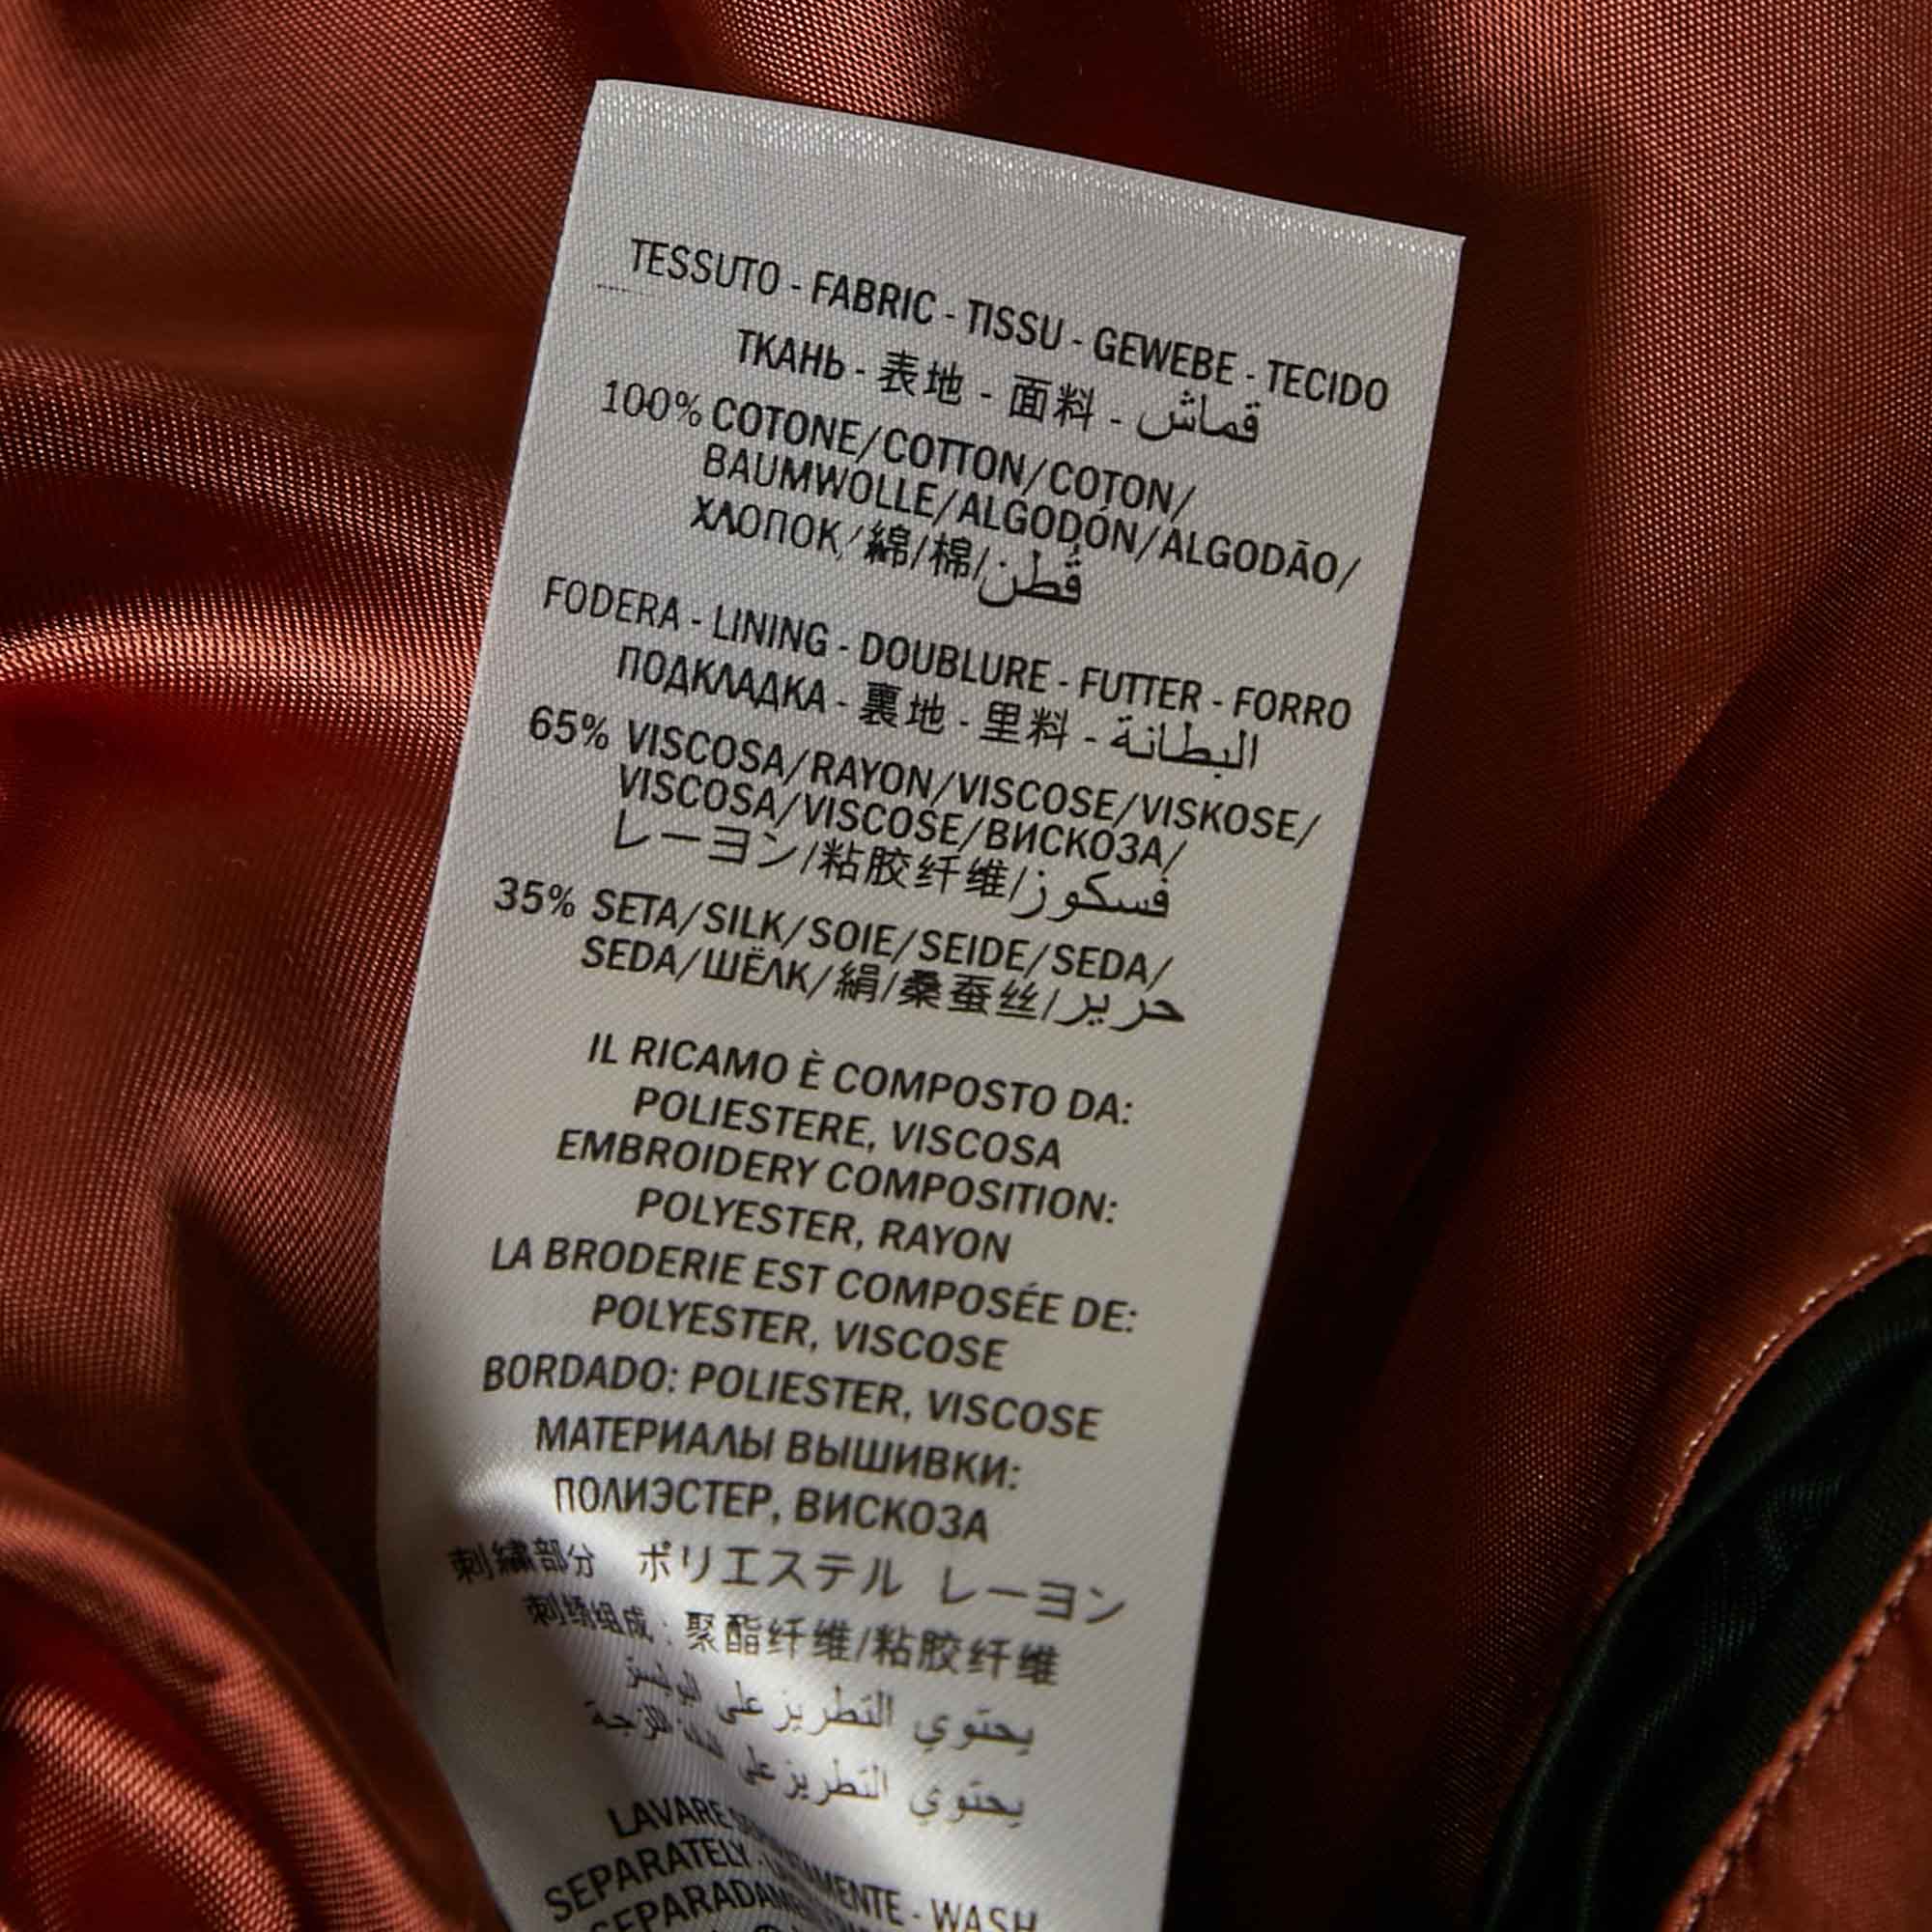 TESSUTO - FABRIC - TISSU - GEWEBE - TECIDO
ТКАНЬ - 表地 - 面料 - قماش
100% COTONE/COTTON/COTON/
BAUMWOLLE/ALGODÓN/ALGODÃO/
ХЛОПОК/綿/棉/قُطن
FODERA - LINING - DOUBLURE - FUTTER - FORRO
ПОДКЛАДКА - 裏地 - 里料 - البطانة
65% VISCOSA/RAYON/VISCOSE/VISKOSE/
VISCOSA/VISCOSE/ВИСКОЗА/
レーヨン/粘胶纤维/فسكوز
35% SETA/SILK/SOIE/SEIDE/SEDA/
SEDA/ШЁЛК/絹/桑蚕丝/حرير
IL RICAMO È COMPOSTO DA:
POLIESTERE, VISCOSA
EMBROIDERY COMPOSITION:
POLYESTER, RAYON
LA BRODERIE EST COMPOSÉE DE:
POLYESTER, VISCOSE
BORDADO: POLIESTER, VISCOSE
МАТЕРИАЛЫ ВЫШИВКИ:
ПОЛИЭСТЕР, ВИСКОЗА
刺繍部分 ポリエステル レーヨン
刺绣组成: 聚酯纤维/粘胶纤维
يحتوي التطريز على
يحتوي التطريز على
LAVARE
SEPARATELY - WASH